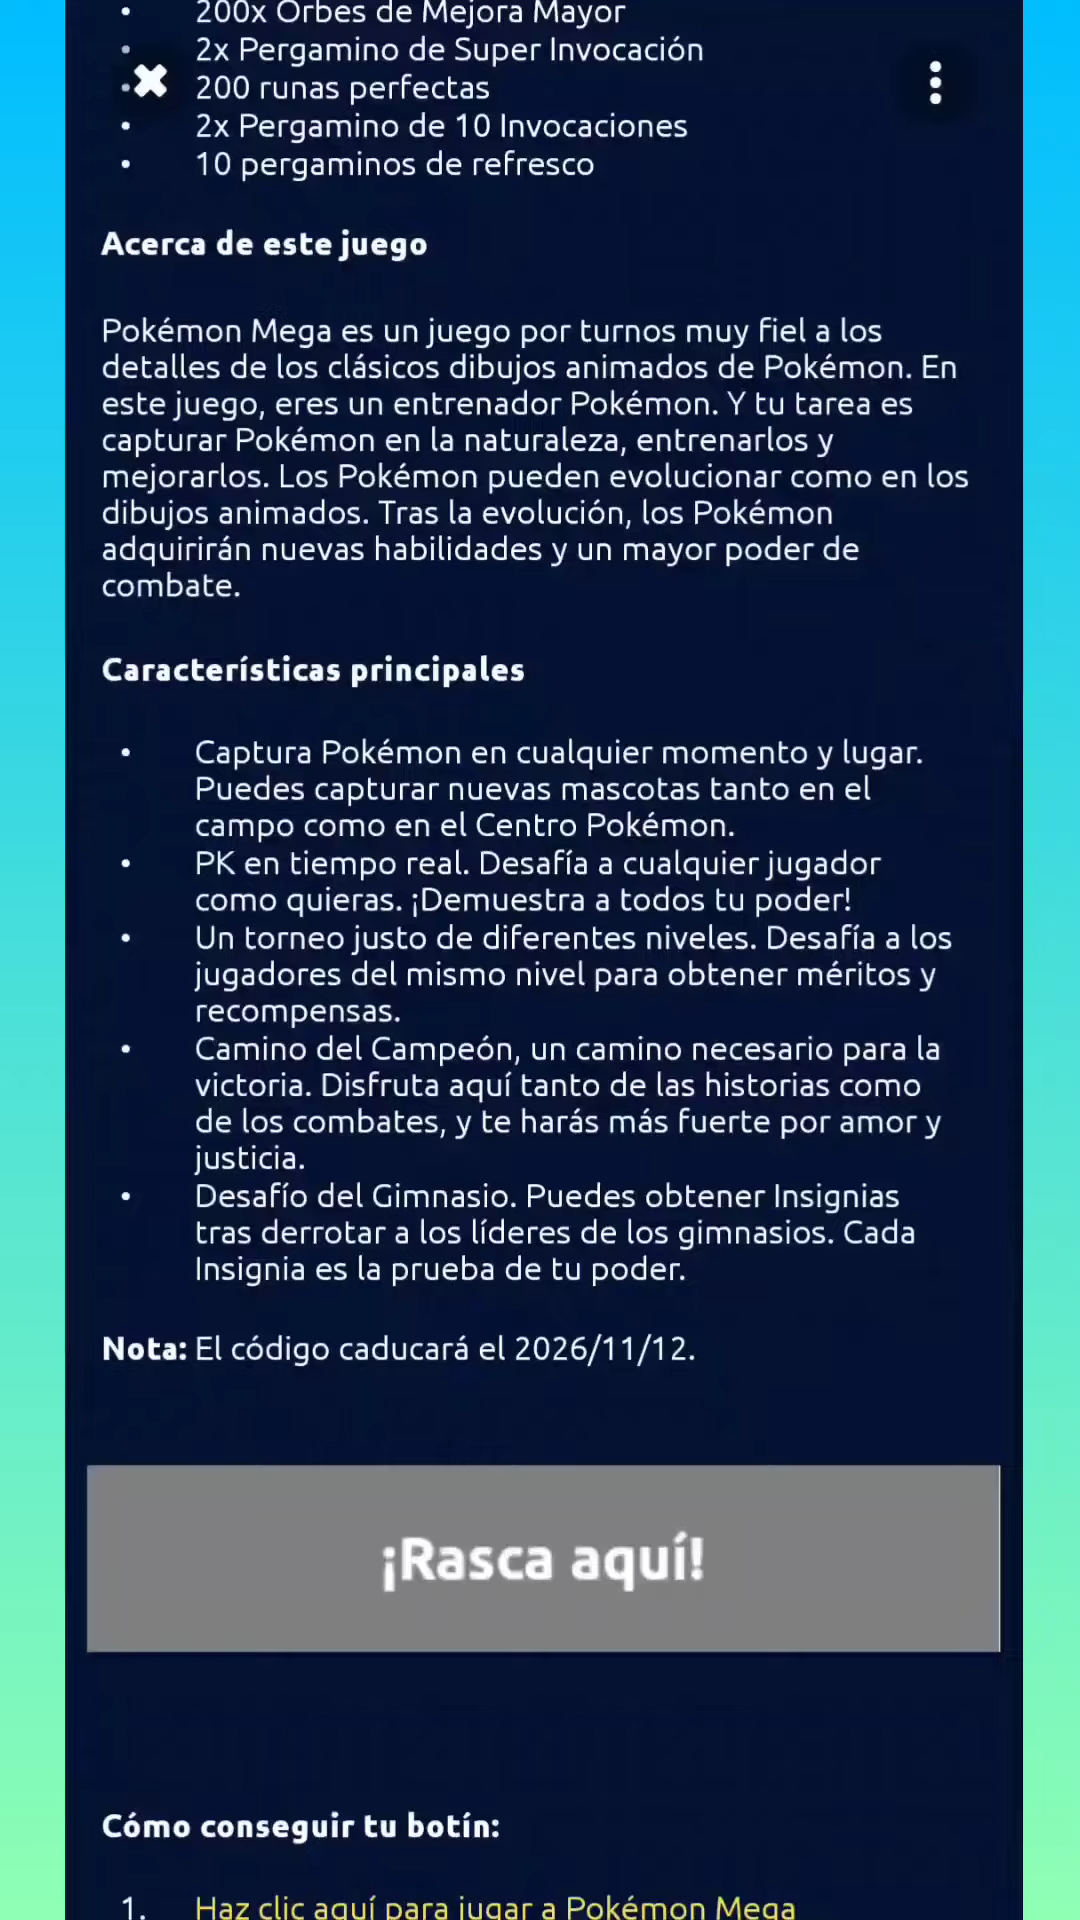 • 200x Orbes de Mejora Mayor
• 2x Pergamino de Super Invocación
• 200 runas perfectas
• 2x Pergamino de 10 Invocaciones
• 10 pergaminos de refresco
Acerca de este juego
Pokémon Mega es un juego por turnos muy fiel a los
detalles de los clásicos dibujos animados de Pokémon. En
este juego, eres un entrenador Pokémon. Y tu tarea es
capturar Pokémon en la naturaleza, entrenarlos y
mejorarlos. Los Pokémon pueden evolucionar como en los
dibujos animados. Tras la evolución, los Pokémon
adquirirán nuevas habilidades y un mayor poder de
combate.
Características principales
• Captura Pokémon en cualquier momento y lugar.
Puedes capturar nuevas mascotas tanto en el
campo como en el Centro Pokémon.
• PK en tiempo real. Desafía a cualquier jugador
como quieras. ¡Demuestra a todos tu poder!
• Un torneo justo de diferentes niveles. Desafía a los
jugadores del mismo nivel para obtener méritos y
recompensas.
• Camino del Campeón, un camino necesario para la
victoria. Disfruta aquí tanto de las historias como
de los combates, y te harás más fuerte por amor y
justicia.
• Desafío del Gimnasio. Puedes obtener Insignias
tras derrotar a los líderes de los gimnasios. Cada
Insignia es la prueba de tu poder.
Nota: El código caducará el 2026/11/12.
¡Rasca aquí!
Cómo conseguir tu botín:
1. Haz clic aquí para jugar a Pokémon Mega